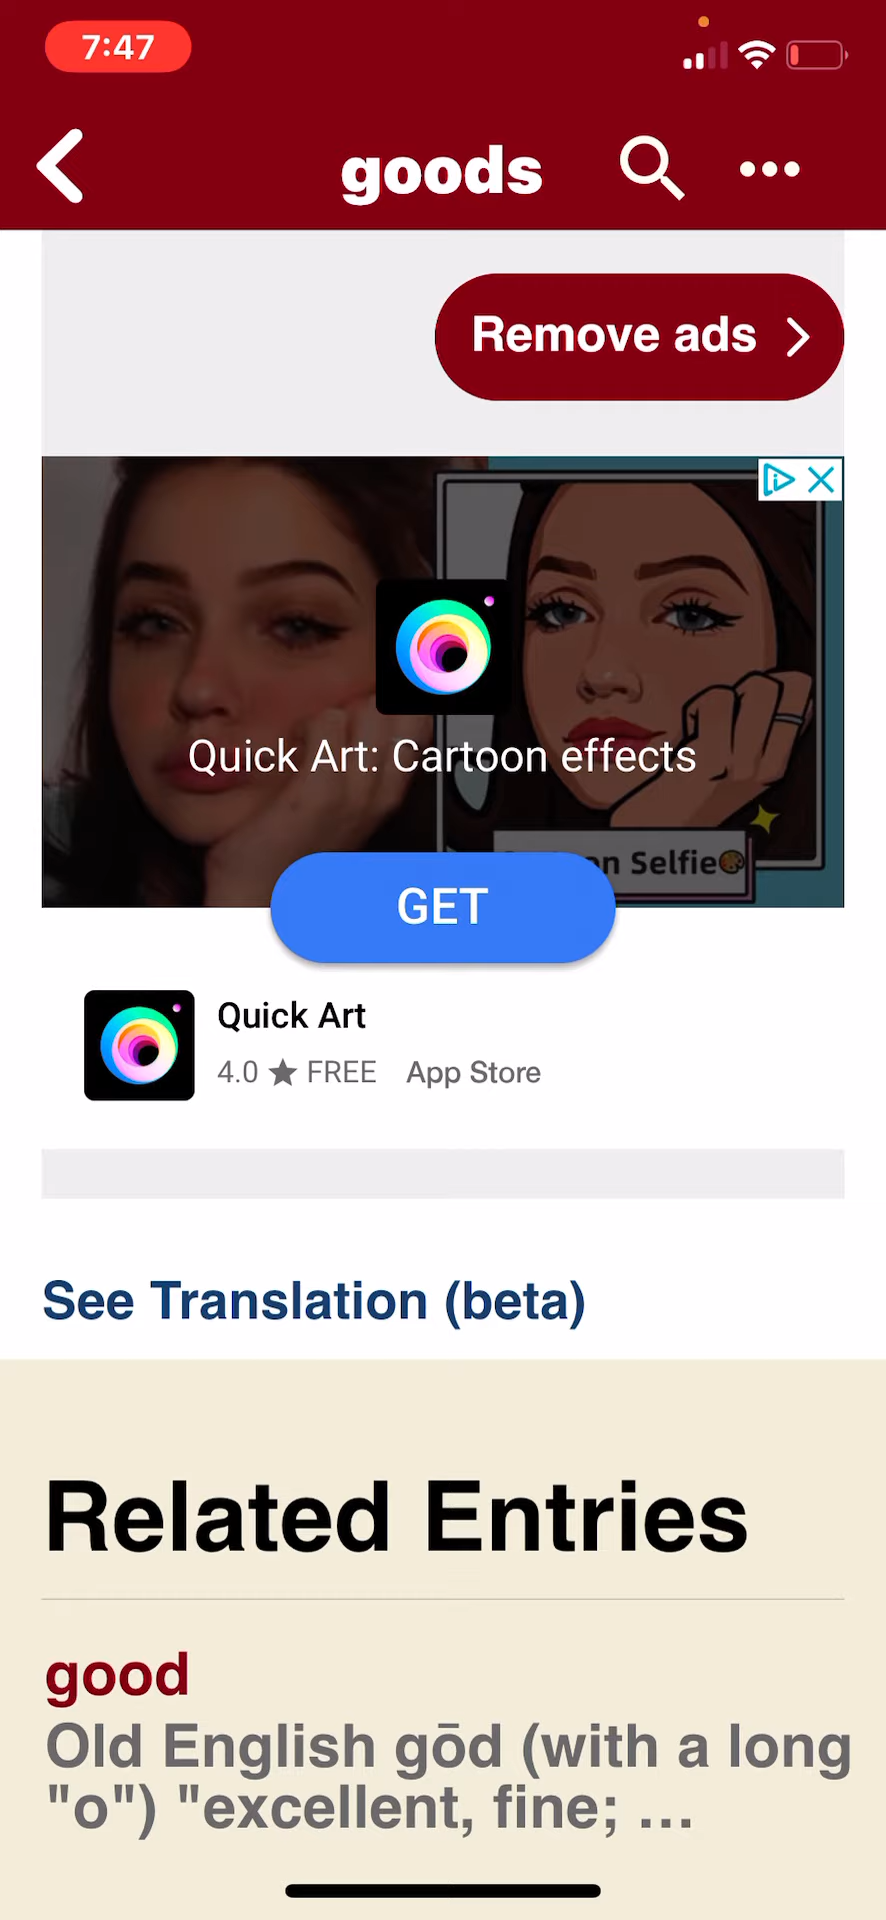 7:47
goods
Remove ads
Quick Art: Cartoon effects
n Selfie
GET
Quick Art
4.0 ★ FREE App Store
See Translation (beta)
Related Entries
good
Old English gōd (with a long
"o") "excellent, fine; ...